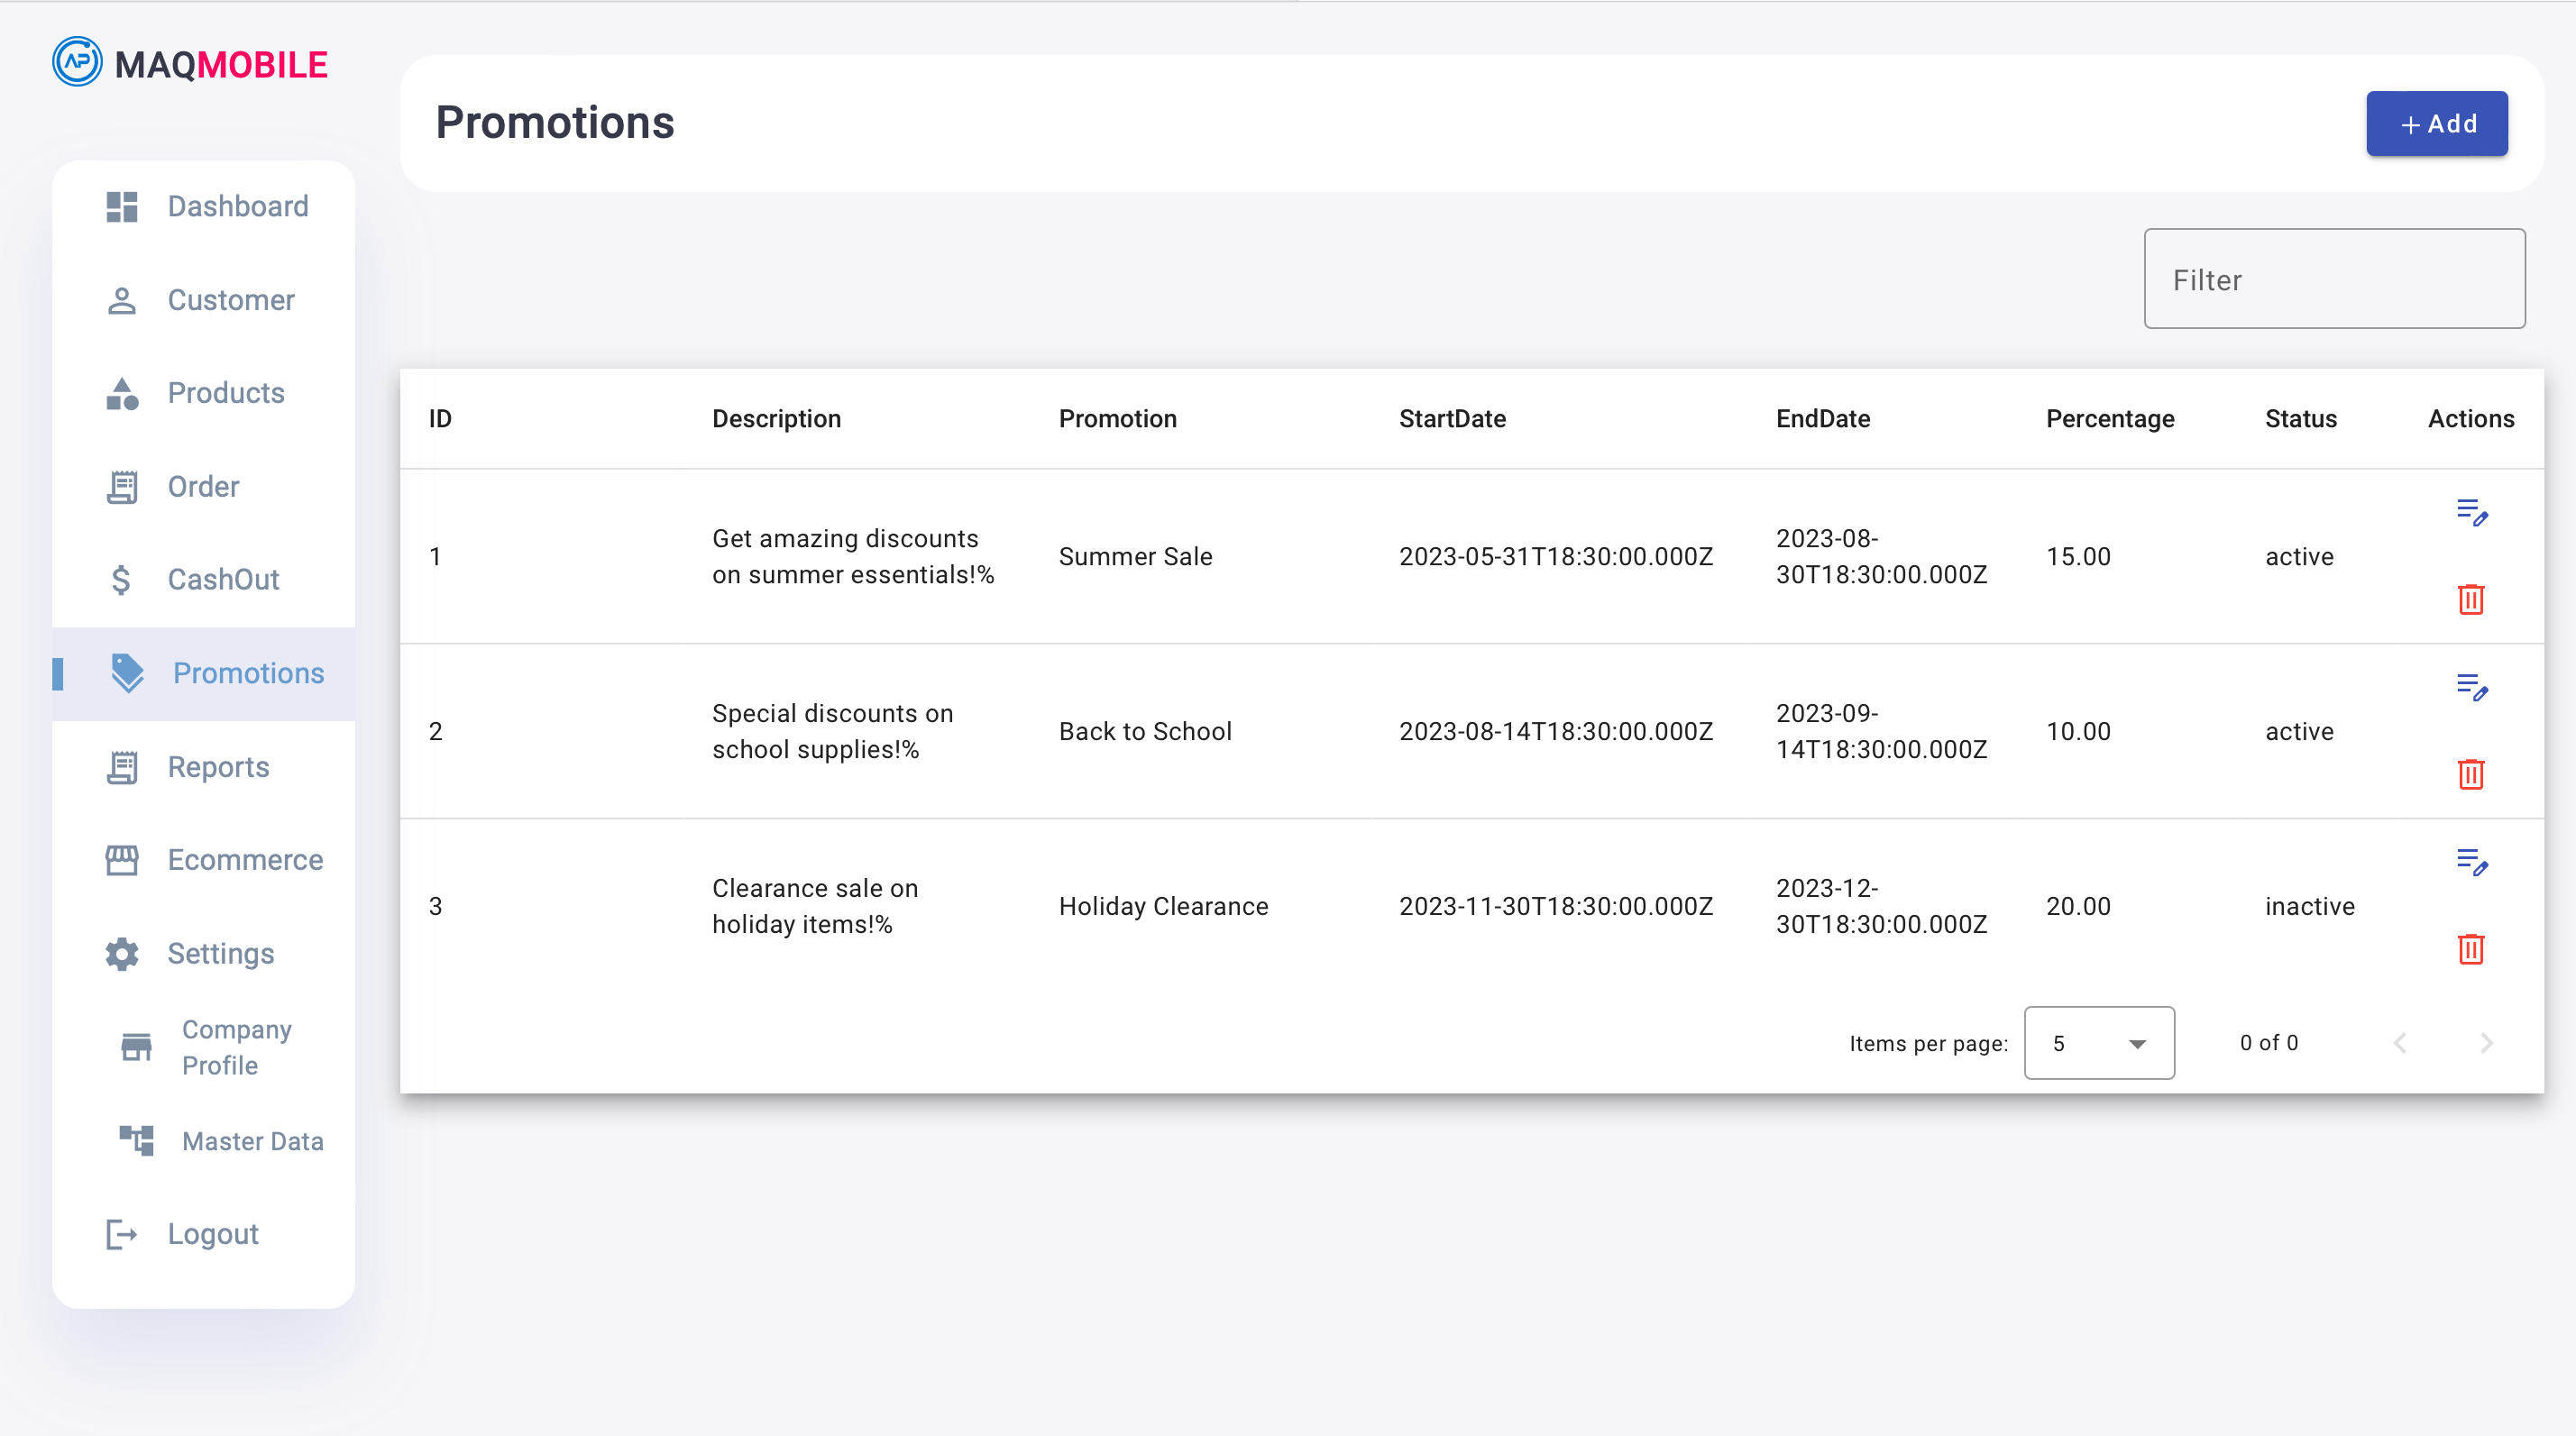 AP MAQMOBILE
Dashboard
Customer
Products
Order
CashOut
Promotions
Reports
Ecommerce
Settings
Company
Profile
Master Data
Logout
Promotions
+ Add
Filter
ID Description Promotion StartDate EndDate Percentage Status Actions
1 Get amazing discounts Summer Sale 2023-05-31T18:30:00.000Z 2023-08- 15.00 active
on summer essentials!% 30T18:30:00.000Z
2 Special discounts on Back to School 2023-08-14T18:30:00.000Z 2023-09- 10.00 active
school supplies!% 14T18:30:00.000Z
3 Clearance sale on Holiday Clearance 2023-11-30T18:30:00.000Z 2023-12- 20.00 inactive
holiday items!% 30T18:30:00.000Z
Items per page: 5 0 of 0